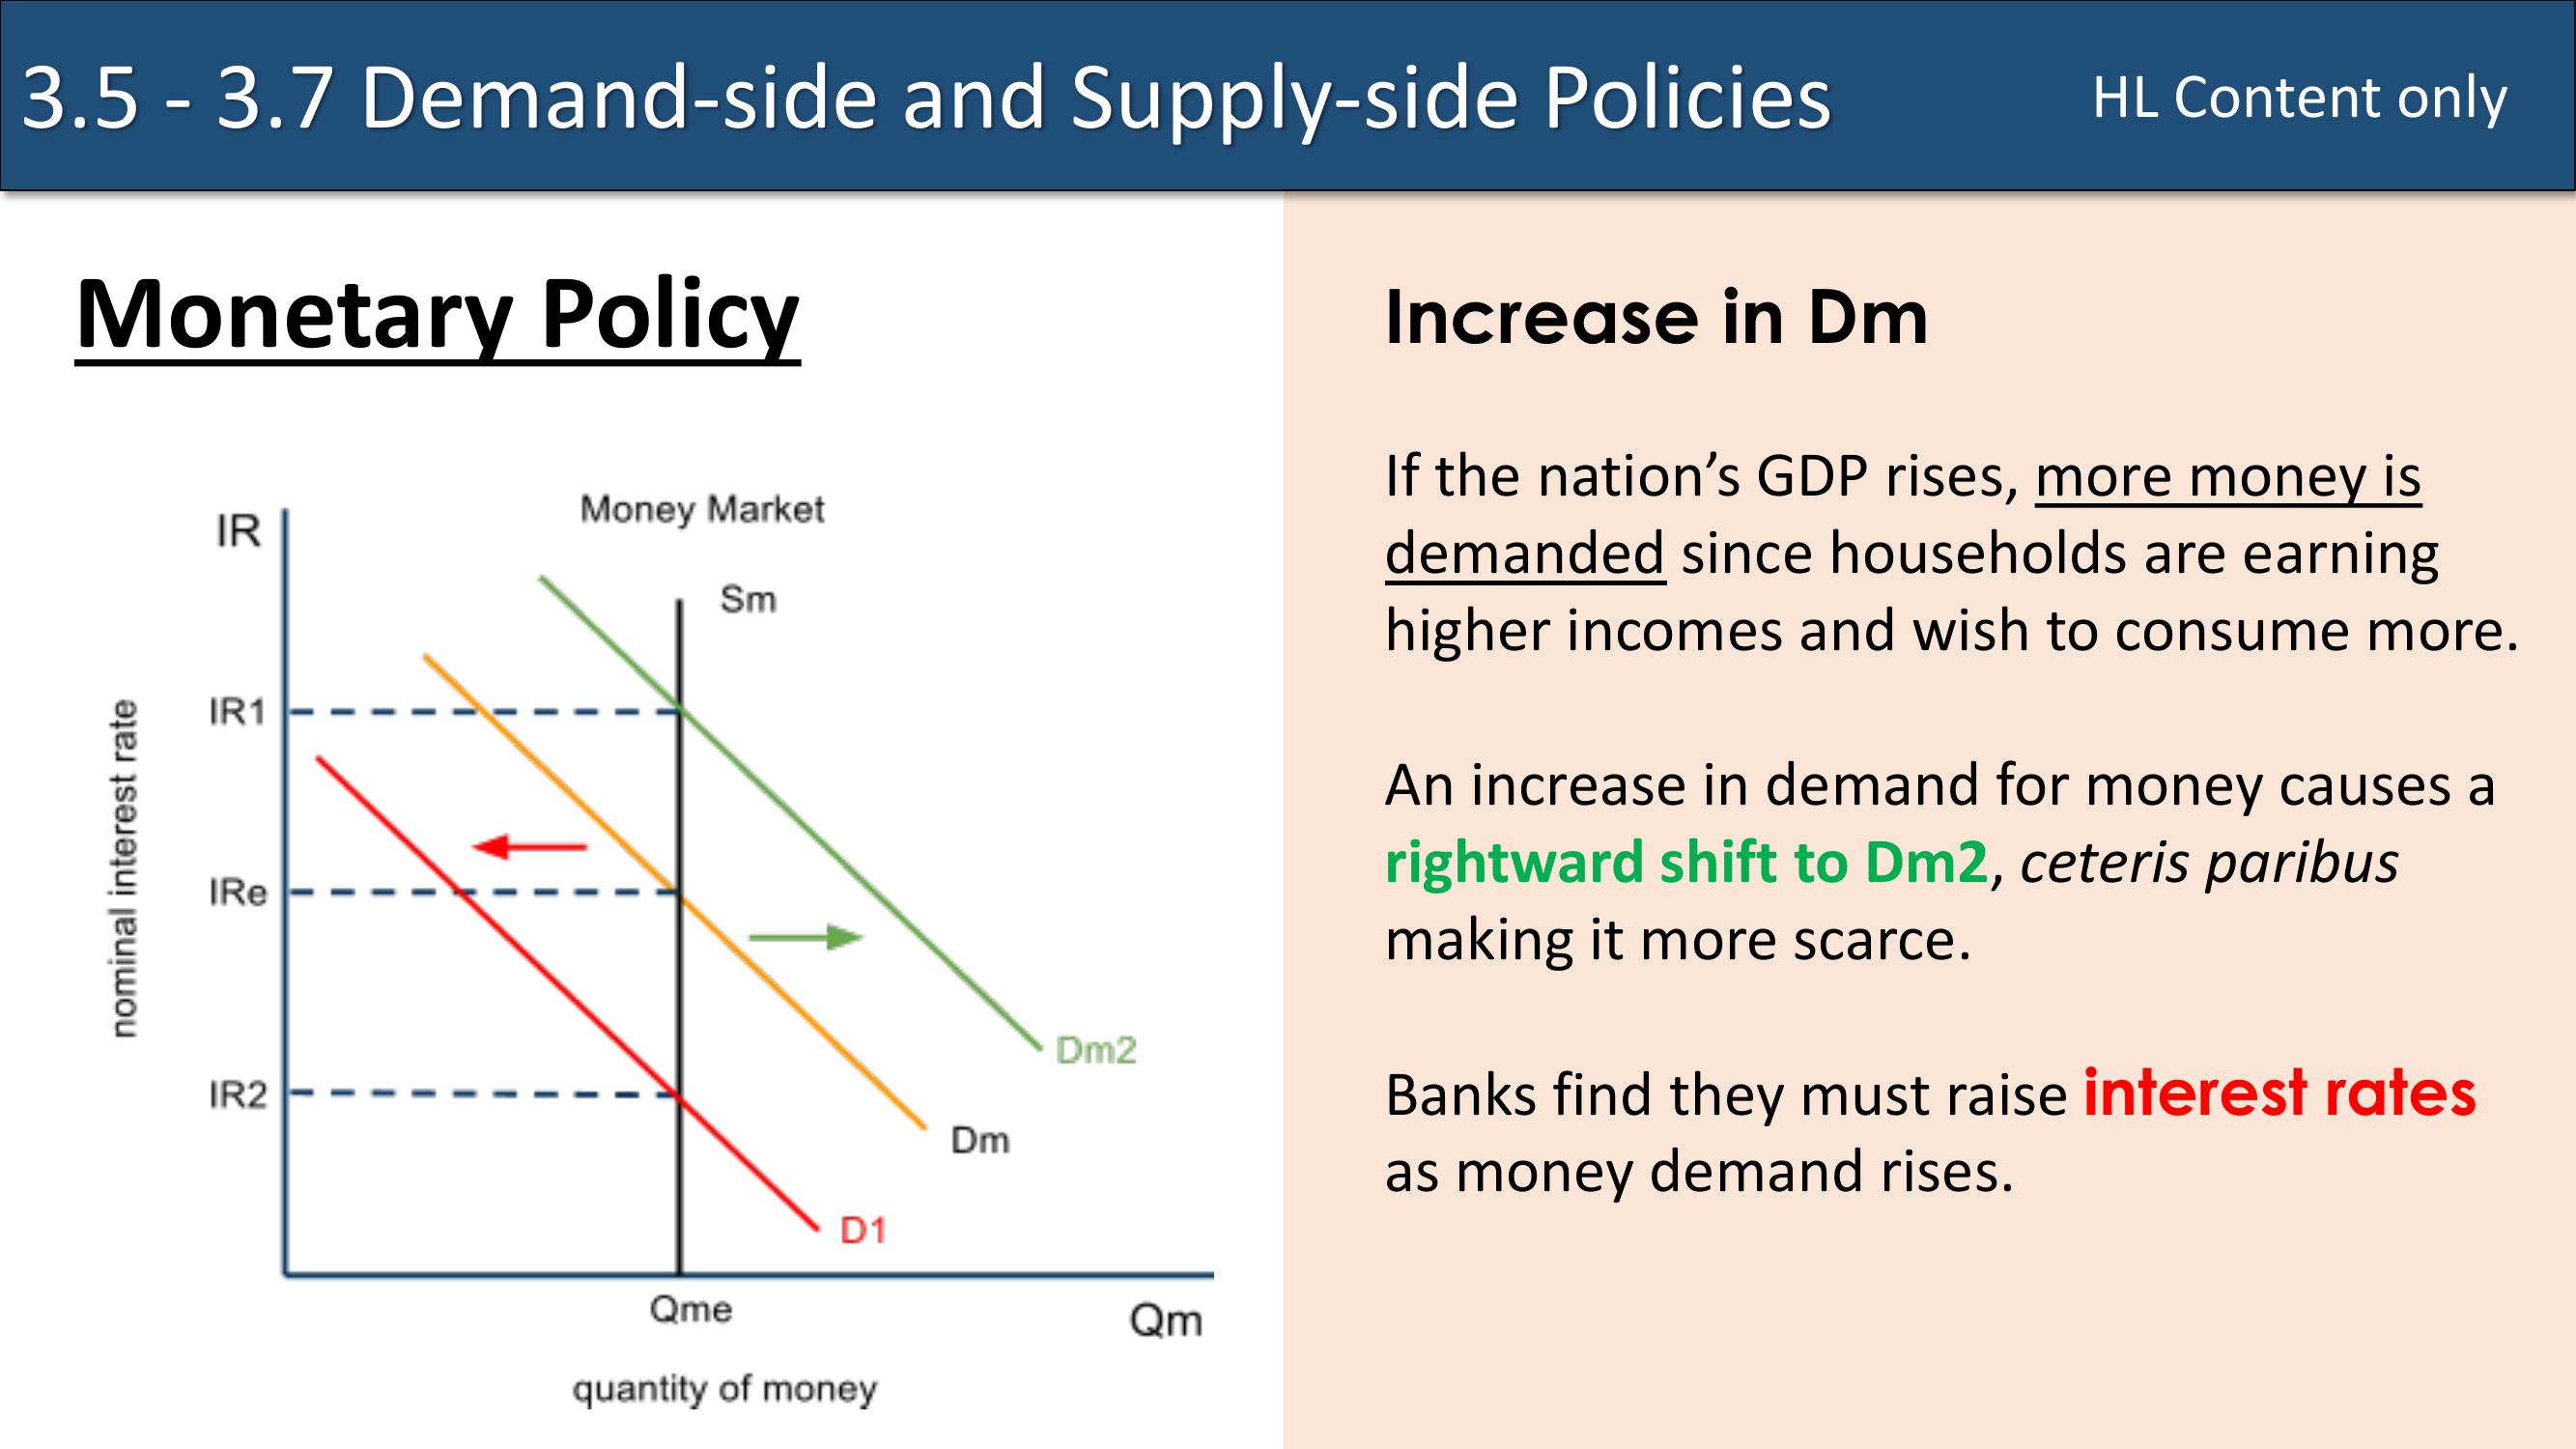 3.5 - 3.7 Demand-side and Supply-side Policies
HL Content only
Monetary Policy
Money Market
IR
Sm
IR1
IRe
IR2
nominal interest rate
Dm2
Dm
D1
Qme
Qm
quantity of money
Increase in Dm
If the nation’s GDP rises, more money is
demanded since households are earning
higher incomes and wish to consume more.
An increase in demand for money causes a
rightward shift to Dm2, ceteris paribus
making it more scarce.
Banks find they must raise interest rates
as money demand rises.